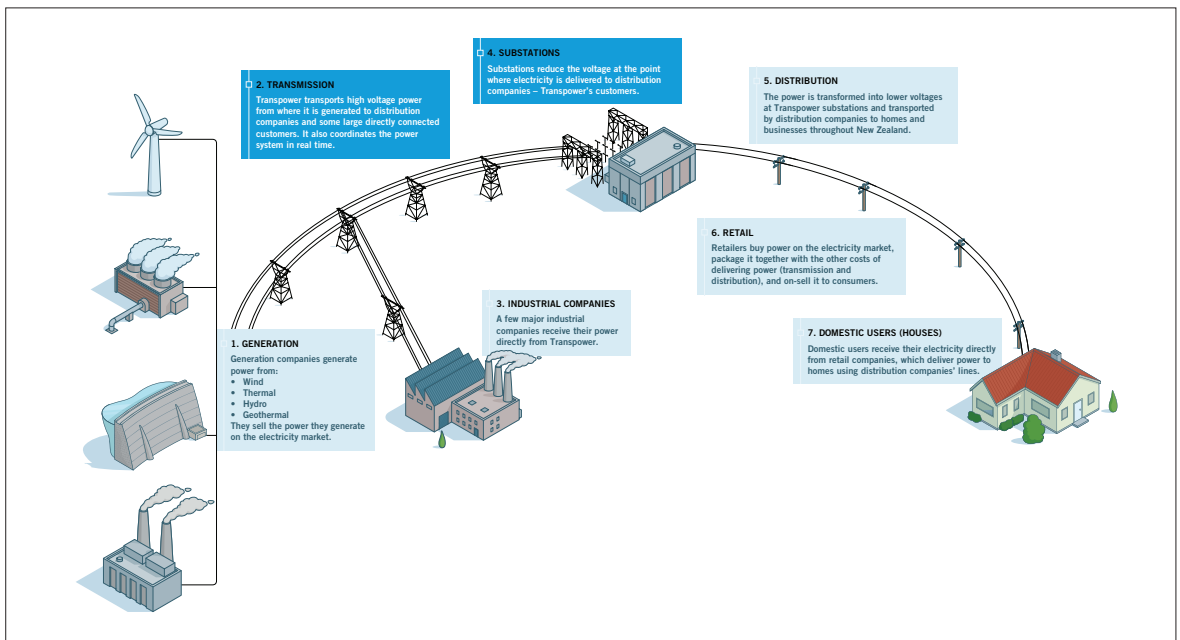 1. GENERATION
Generation companies generate
power from:
• Wind
• Thermal
• Hydro
• Geothermal
They sell the power they generate
on the electricity market.
2. TRANSMISSION
Transpower transports high voltage power
from where it is generated to distribution
companies and some large directly connected
customers. It also coordinates the power
system in real time.
3. INDUSTRIAL COMPANIES
A few major industrial
companies receive their power
directly from Transpower.
4. SUBSTATIONS
Substations reduce the voltage at the point
where electricity is delivered to distribution
companies – Transpower's customers.
5. DISTRIBUTION
The power is transformed into lower voltages
at Transpower substations and transported
by distribution companies to homes and
businesses throughout New Zealand.
6. RETAIL
Retailers buy power on the electricity market,
package it together with the other costs of
delivering power (transmission and
distribution), and on-sell it to consumers.
7. DOMESTIC USERS (HOUSES)
Domestic users receive their electricity directly
from retail companies, which deliver power to
homes using distribution companies' lines.